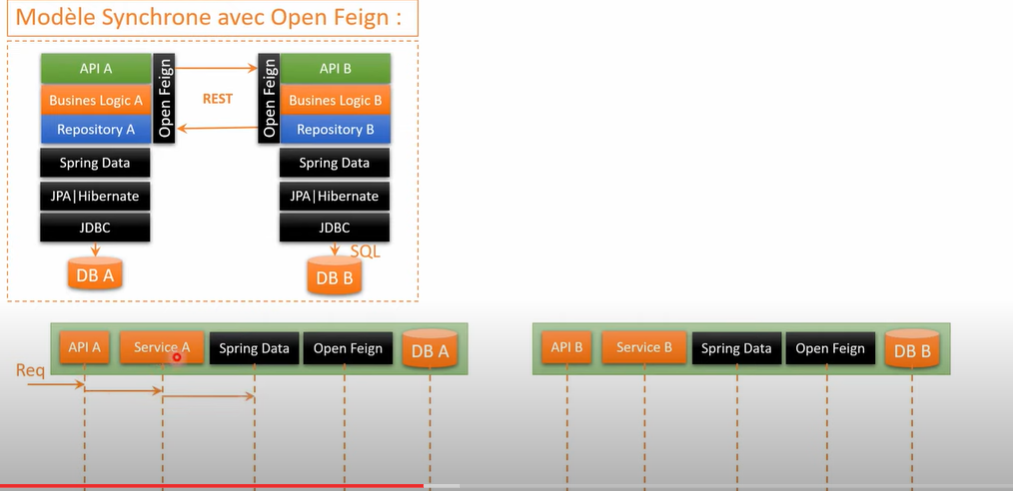 Modèle Synchrone avec Open Feign :
API A
Open Feign
Open Feign
API B
Busines Logic A
REST
Busines Logic B
Repository A
Repository B
Spring Data
Spring Data
JPA|Hibernate
JPA|Hibernate
JDBC
JDBC
SQL
DB A
DB B
API A
Service A
Spring Data
Open Feign
DB A
API B
Service B
Spring Data
Open Feign
DB B
Req